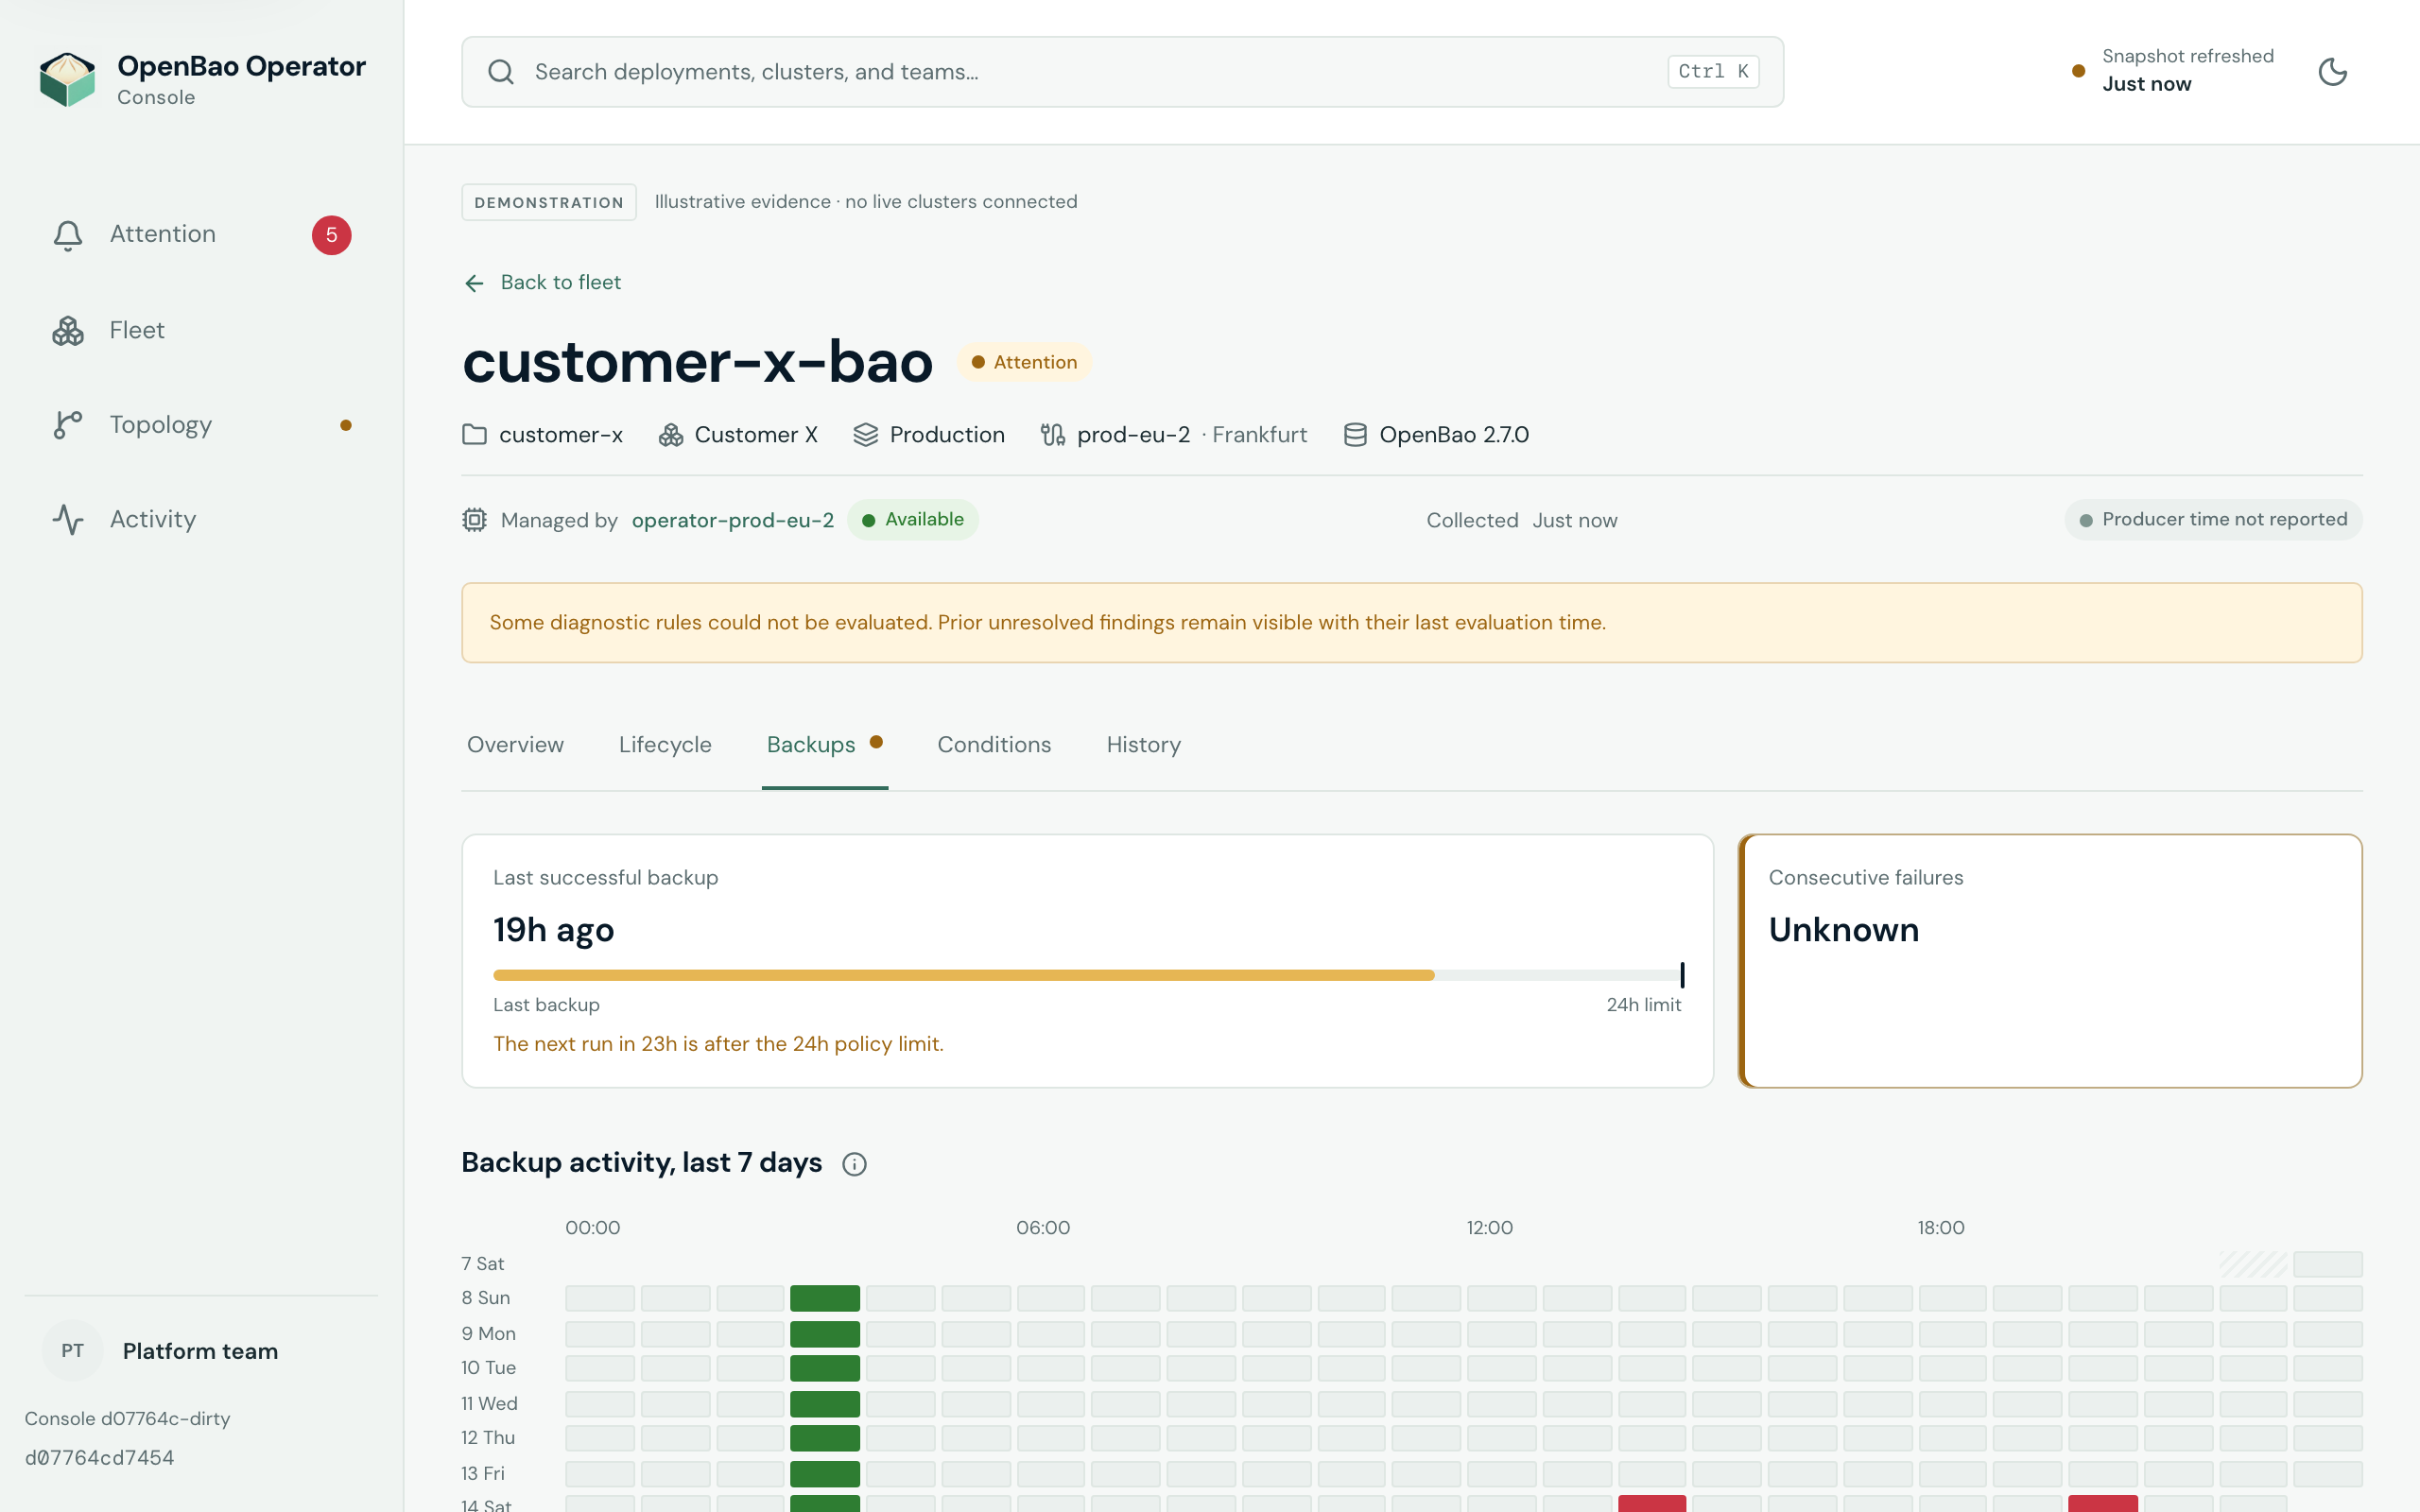 OpenBao Operator
Console
Search deployments, clusters, and teams...
Ctrl K
Snapshot refreshed
Just now
Attention
5
Fleet
Topology
Activity
DEMONSTRATION
Illustrative evidence · no live clusters connected
Back to fleet
customer-x-bao
Attention
customer-x
Customer X
Production
prod-eu-2 · Frankfurt
OpenBao 2.7.0
Managed by operator-prod-eu-2
Available
Collected Just now
Producer time not reported
Some diagnostic rules could not be evaluated. Prior unresolved findings remain visible with their last evaluation time.
Overview
Lifecycle
Backups
Conditions
History
Last successful backup
19h ago
Last backup
24h limit
The next run in 23h is after the 24h policy limit.
Consecutive failures
Unknown
Backup activity, last 7 days
00:00
06:00
12:00
18:00
7 Sat
8 Sun
9 Mon
10 Tue
11 Wed
12 Thu
13 Fri
14 Sat
PT
Platform team
Console d07764c-dirty
d07764cd7454